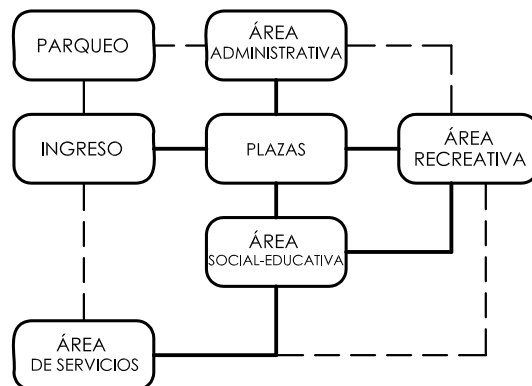 PARQUEO
ÁREA
ADMINISTRATIVA
INGRESO
PLAZAS
ÁREA
RECREATIVA
ÁREA
SOCIAL-EDUCATIVA
ÁREA
DE SERVICIOS